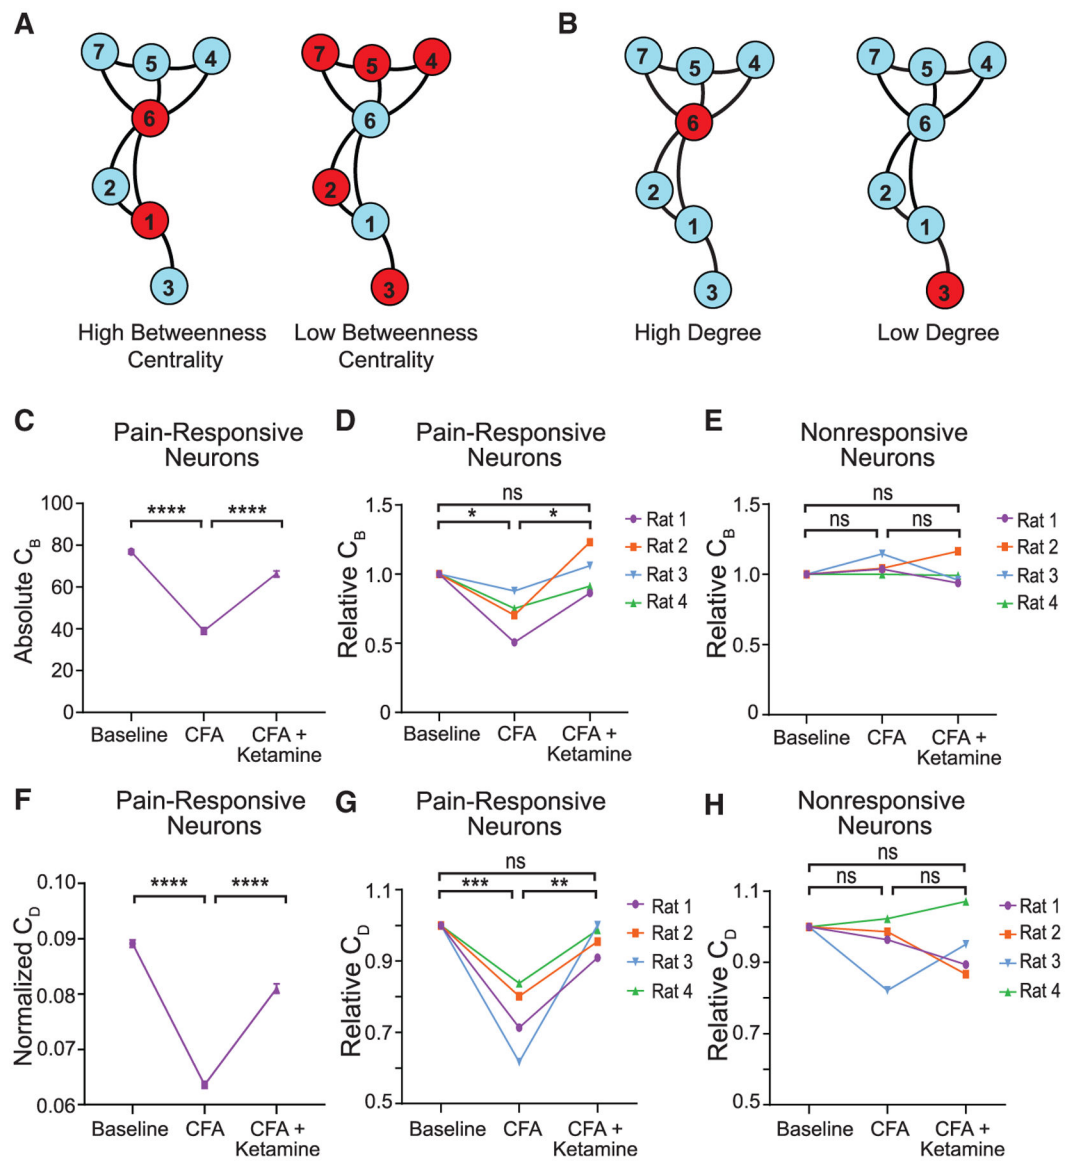 A
B
7
5
4
6
2
1
3
7
5
4
6
2
1
3
7
5
4
6
2
1
3
7
5
4
6
2
1
3
High Betweenness
Centrality
Low Betweenness
Centrality
High Degree
Low Degree
C
Pain-Responsive
Neurons
Absolute CB
100
80
60
40
20
0
****
****
Baseline
CFA
CFA +
Ketamine
D
Pain-Responsive
Neurons
Relative CB
1.5
1.0
0.5
0
ns
*
*
Rat 1
Rat 2
Rat 3
Rat 4
Baseline
CFA
CFA +
Ketamine
E
Nonresponsive
Neurons
Relative CB
1.5
1.0
0.5
0
ns
ns
ns
Rat 1
Rat 2
Rat 3
Rat 4
Baseline
CFA
CFA +
Ketamine
F
Pain-Responsive
Neurons
Normalized CD
0.10
0.09
0.08
0.07
0.06
****
****
Baseline
CFA
CFA +
Ketamine
G
Pain-Responsive
Neurons
Relative CD
1.1
0.9
0.7
0.5
ns
***
**
Rat 1
Rat 2
Rat 3
Rat 4
Baseline
CFA
CFA +
Ketamine
H
Nonresponsive
Neurons
Relative CD
1.1
0.9
0.7
0.5
ns
ns
ns
Rat 1
Rat 2
Rat 3
Rat 4
Baseline
CFA
CFA +
Ketamine